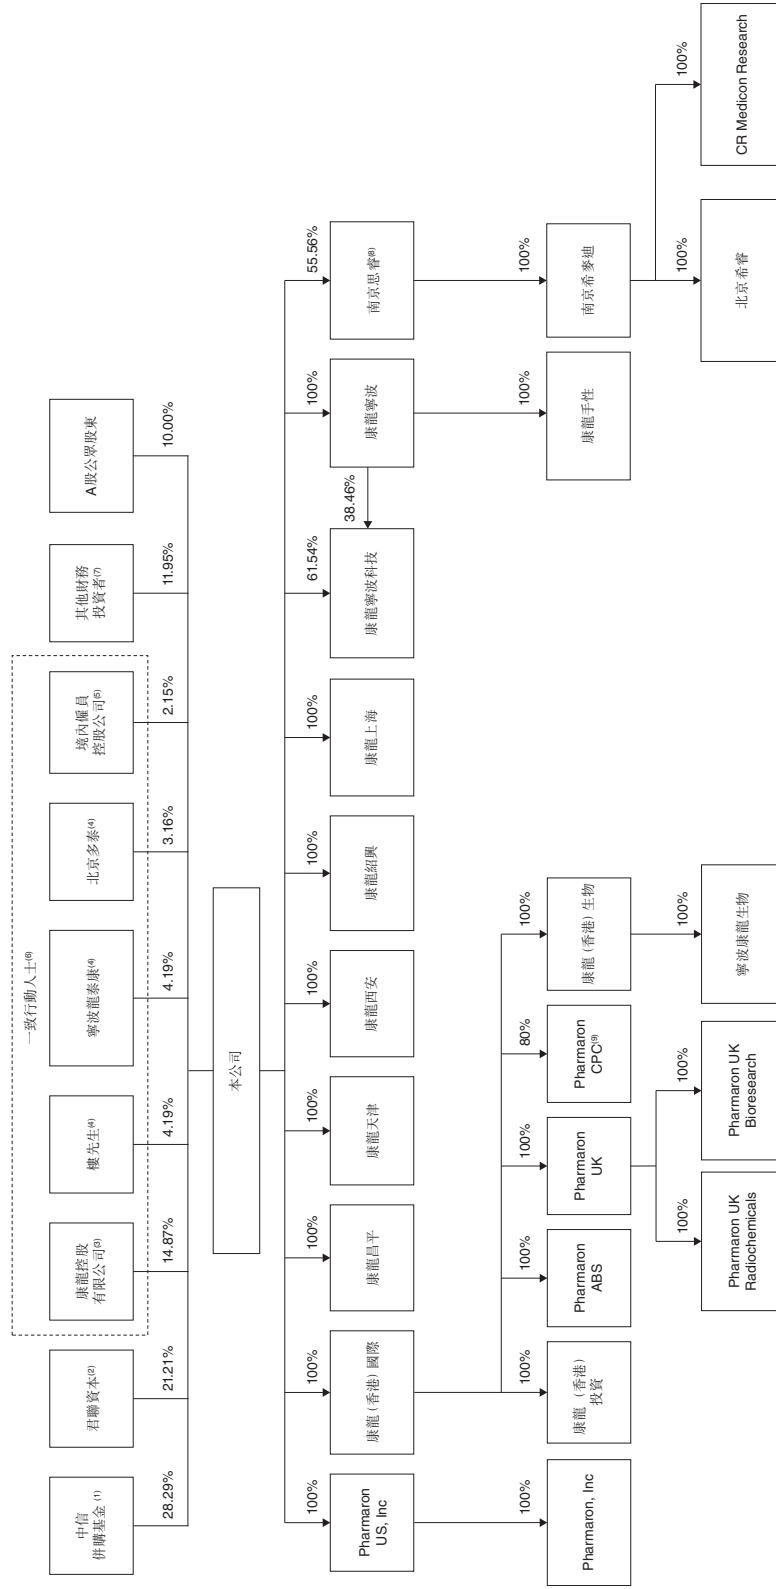 一致行動人士(6)
中信
併購基金(1)
君聯資本(2)
康龍控股
有限公司(3)
樓先生(4)
寧波龍泰康(4)
北京多泰(4)
境內僱員
控股公司(5)
其他財務
投資者(7)
A股公眾股東
28.29%
21.21%
14.87%
4.19%
4.19%
3.16%
2.15%
11.95%
10.00%
本公司
100%
100%
100%
100%
100%
100%
100%
61.54%
38.46%
100%
55.56%
Pharmaron
US, Inc
康龍(香港)國際
康龍昌平
康龍天津
康龍西安
康龍紹興
康龍上海
康龍寧波科技
康龍寧波
南京思睿(8)
100%
100%
100%
100%
80%
100%
100%
100%
Pharmaron, Inc
康龍 (香港)
投資
Pharmaron
ABS
Pharmaron
UK
Pharmaron
CPC(9)
康龍(香港)生物
康龍手性
南京希麥迪
100%
100%
100%
100%
100%
Pharmaron UK
Radiochemicals
Pharmaron UK
Bioresearch
寧波康龍生物
北京希睿
CR Medicon Research